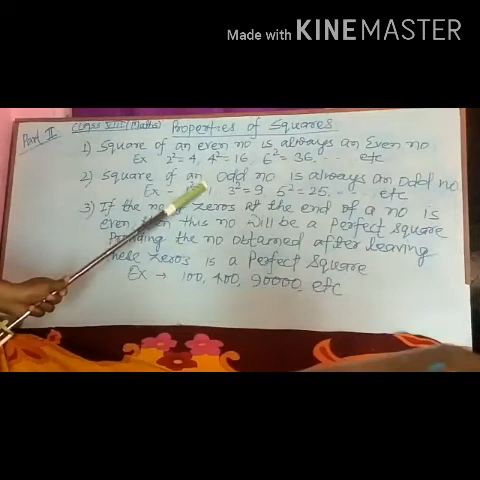 Made with KINEMASTER
Part II
Class VIII (Maths) Properties of Squares
1) Square of an even no is always an Even no.
Ex 2² = 4, 4² = 16, 6² = 36. - - etc
2) Square of an Odd no is always an odd no
Ex - 1, 3² = 9, 5² = 25. - - - etc
3) If the no zeros at the end of a no is
even then this no will be a Perfect square
Providing the no obtained after leaving
these zeros is a Perfect Square
Ex → 100, 400, 90000, etc